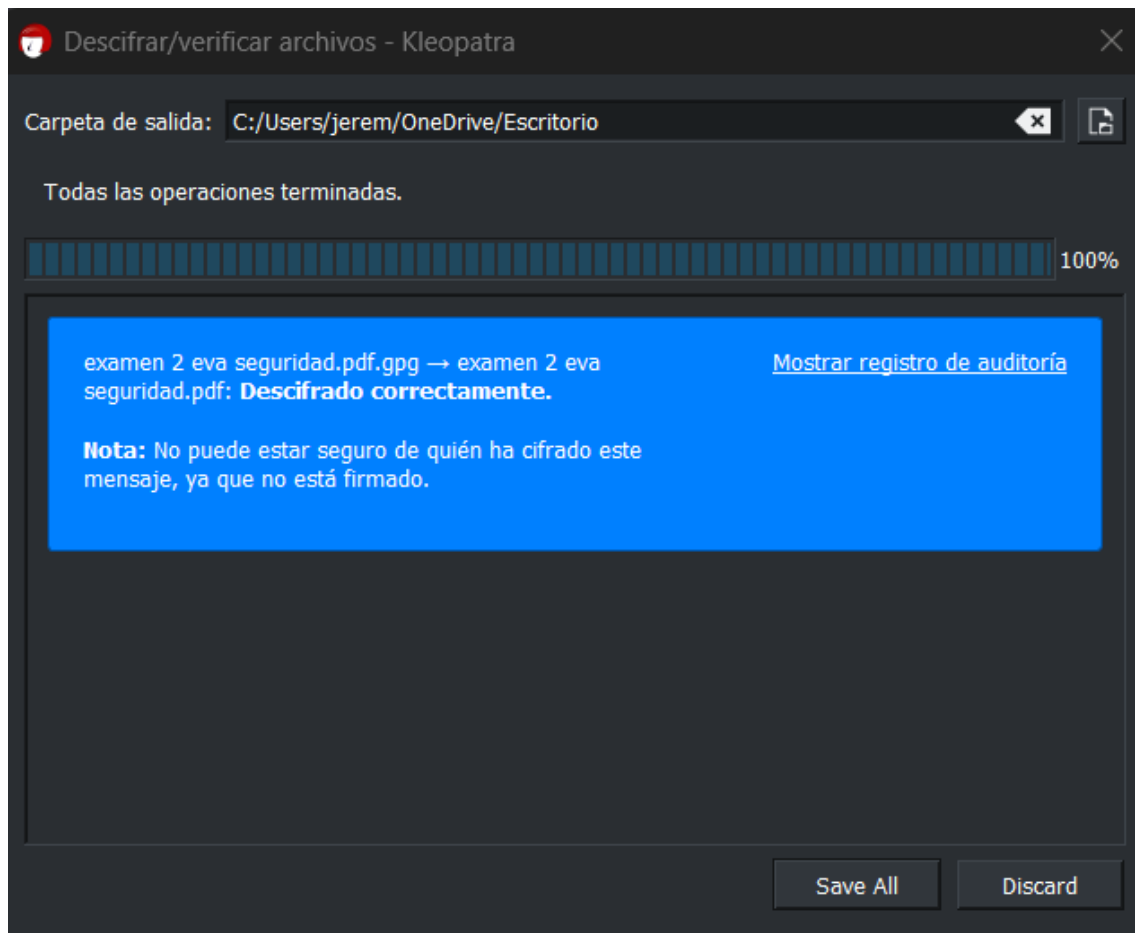 Descifrar/verificar archivos - Kleopatra
Carpeta de salida: C:/Users/jerem/OneDrive/Escritorio
Todas las operaciones terminadas.
100%
examen 2 eva seguridad.pdf.gpg → examen 2 eva
seguridad.pdf: Descifrado correctamente.
Mostrar registro de auditoría
Nota: No puede estar seguro de quién ha cifrado este
mensaje, ya que no está firmado.
Save All
Discard